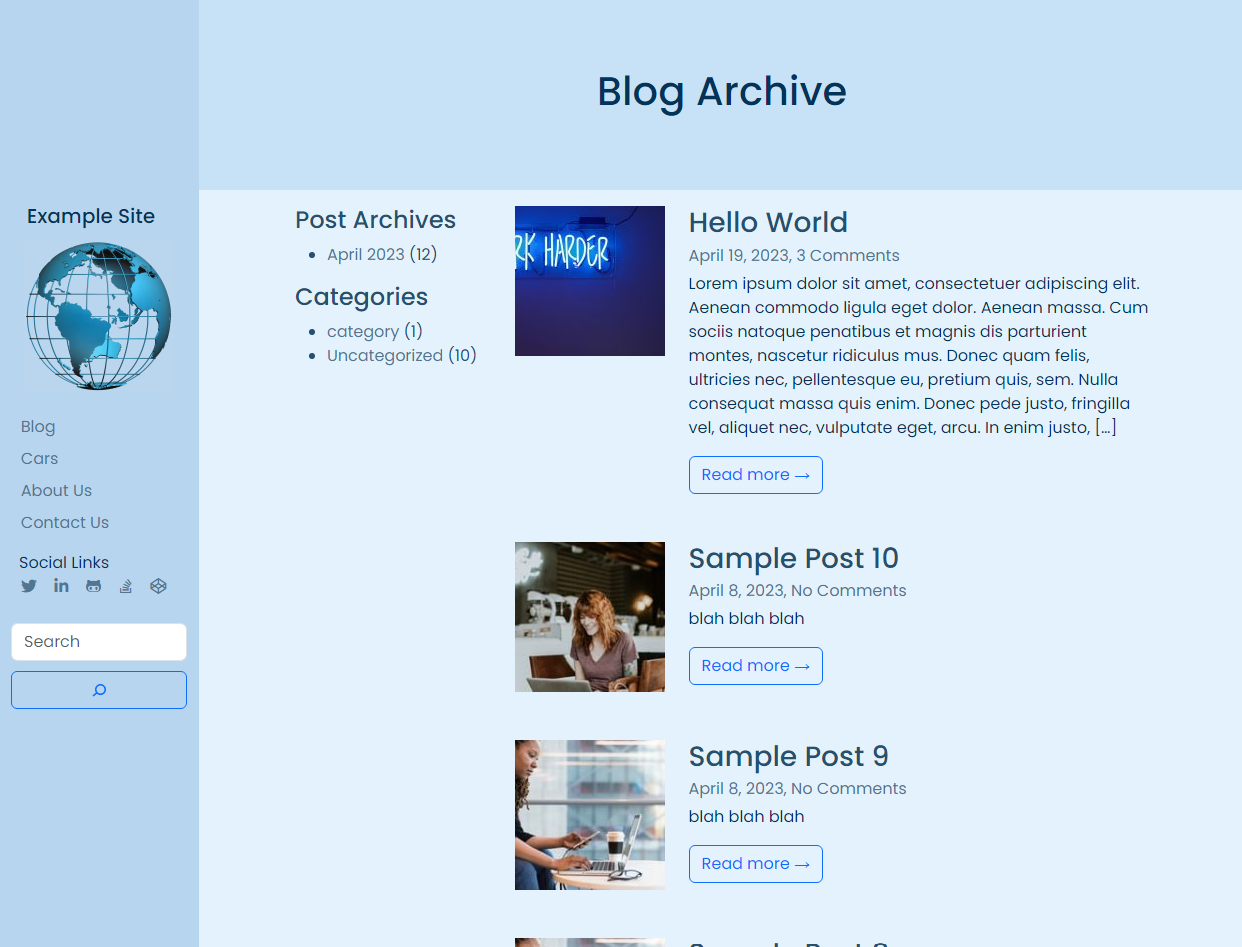 Blog Archive
Example Site
Blog
Cars
About Us
Contact Us
Social Links
Search
Post Archives
April 2023 (12)
Categories
category (1)
Uncategorized (10)
RK HARDER
Hello World
April 19, 2023, 3 Comments
Lorem ipsum dolor sit amet, consectetuer adipiscing elit.
Aenean commodo ligula eget dolor. Aenean massa. Cum
sociis natoque penatibus et magnis dis parturient
montes, nascetur ridiculus mus. Donec quam felis,
ultricies nec, pellentesque eu, pretium quis, sem. Nulla
consequat massa quis enim. Donec pede justo, fringilla
vel, aliquet nec, vulputate eget, arcu. In enim justo, […]
Read more →
Sample Post 10
April 8, 2023, No Comments
blah blah blah
Read more →
Sample Post 9
April 8, 2023, No Comments
blah blah blah
Read more →